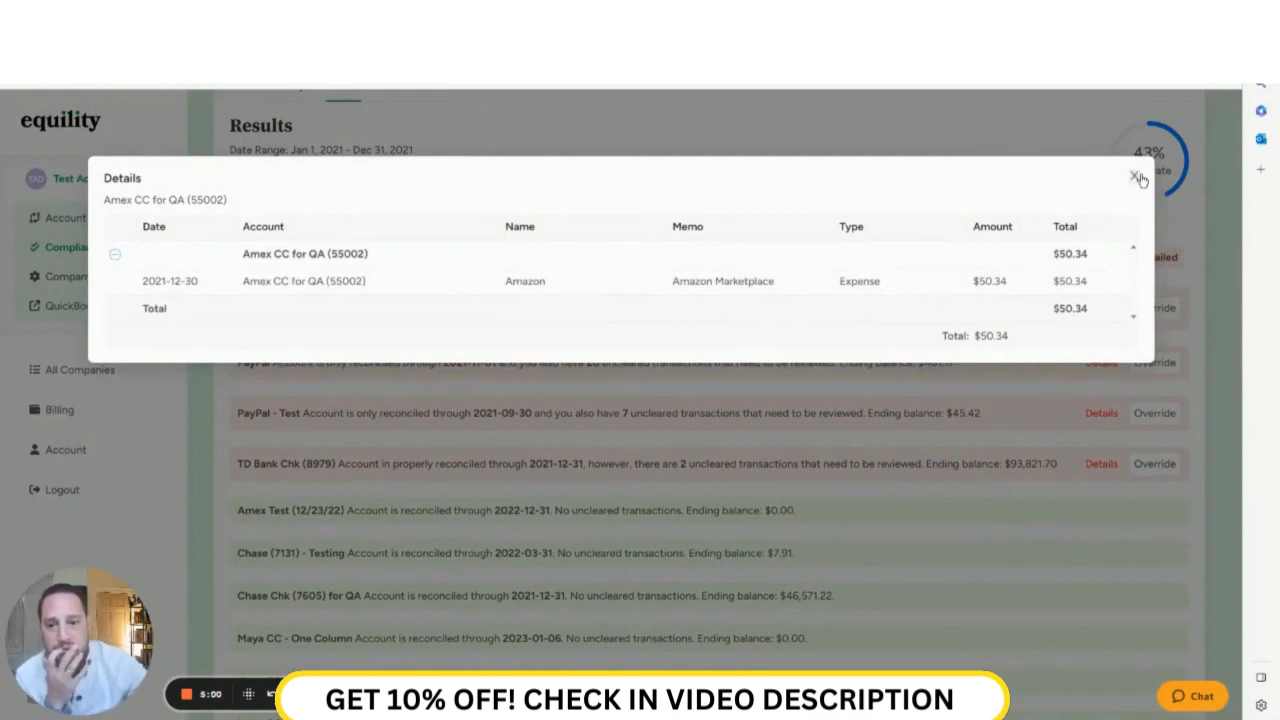 equility
Results
Date Range: Jan 1, 2021 - Dec 31, 2021
43%
Test Ac
Account
Complia
Compan
QuickBo
All Companies
Billing
Account
Logout
Details
Amex CC for QA (55002)
Date Account Name Memo Type Amount Total
Amex CC for QA (55002) $50.34
2021-12-30 Amex CC for QA (55002) Amazon Amazon Marketplace Expense $50.34 $50.34
Total $50.34
Total: $50.34
ailed
rride
Details Override
PayPal - Test Account is only reconciled through 2021-09-30 and you also have 7 uncleared transactions that need to be reviewed. Ending balance: $45.42 Details Override
TD Bank Chk (8979) Account in properly reconciled through 2021-12-31, however, there are 2 uncleared transactions that need to be reviewed. Ending balance: $93,821.70 Details Override
Amex Test (12/23/22) Account is reconciled through 2022-12-31. No uncleared transactions. Ending balance: $0.00.
Chase (7131) - Testing Account is reconciled through 2022-03-31. No uncleared transactions. Ending balance: $7.91.
Chase Chk (7605) for QA Account is reconciled through 2021-12-31. No uncleared transactions. Ending balance: $46,571.22.
Maya CC - One Column Account is reconciled through 2023-01-06. No uncleared transactions. Ending balance: $0.00.
5:00
GET 10% OFF! CHECK IN VIDEO DESCRIPTION
Chat